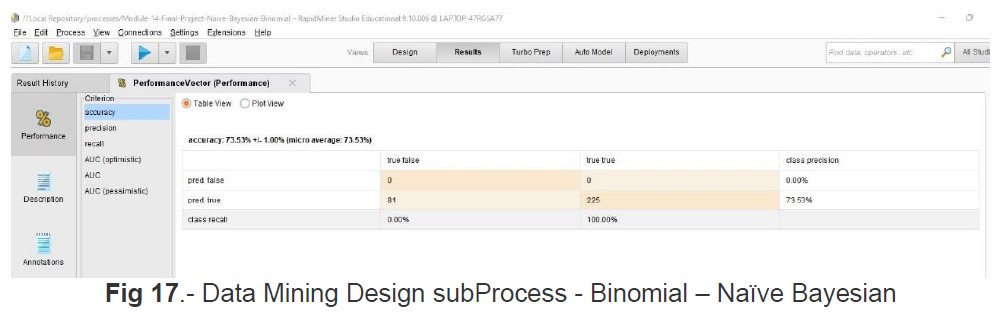 //Local Repository/processes/Module-14-Final-Project-Naive-Bayesian-Binomial – RapidMiner Studio Educational 9.10.006 @ LAPTOP-47RGSA77
File Edit Process View Connections Settings Extensions Help
Views: Design Results Turbo Prep Auto Model Deployments Find data, operators...etc All Studi
Result History PerformanceVector (Performance)
Criterion
accuracy
precision
recall
AUC (optimistic)
AUC
AUC (pessimistic)
Performance
Description
Annotations
Table View Plot View
accuracy: 73.53% +/- 1.00% (micro average: 73.53%)
true false true true class precision
pred. false 0 0 0.00%
pred. true 81 225 73.53%
class recall 0.00% 100.00%
Fig 17.- Data Mining Design subProcess - Binomial – Naïve Bayesian